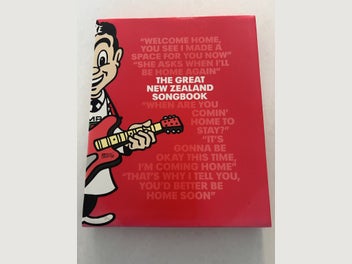 "WELCOME HOME,
YOU SEE I MADE A
SPACE FOR YOU NOW"
"SHE ASKS WHEN I'LL
BE HOME AGAIN"
THE GREAT
NEW ZEALAND
SONGBOOK
"WHEN ARE YOU
COMIN'
HOME TO
STAY?"
"IT'S
GONNA BE
OKAY THIS TIME,
I'M COMING HOME"
"THAT'S WHY I TELL YOU,
YOU'D BETTER BE
HOME SOON"